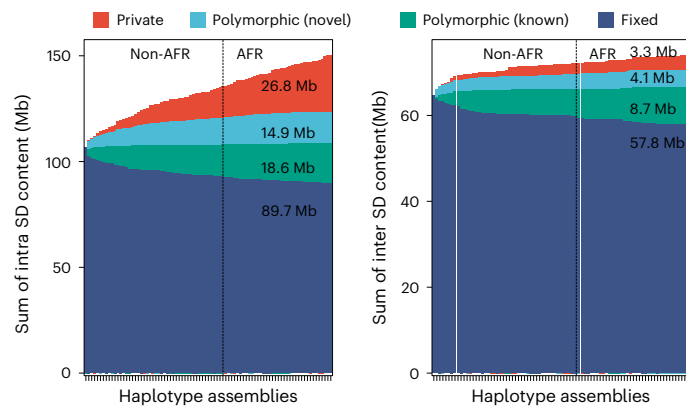 Private Polymorphic (novel) Polymorphic (known) Fixed
Sum of intra SD content (Mb)
150
100
50
0
Non-AFR AFR
26.8 Mb
14.9 Mb
18.6 Mb
89.7 Mb
Haplotype assemblies
Sum of inter SD content(Mb)
60
40
20
0
Non-AFR AFR
3.3 Mb
4.1 Mb
8.7 Mb
57.8 Mb
Haplotype assemblies